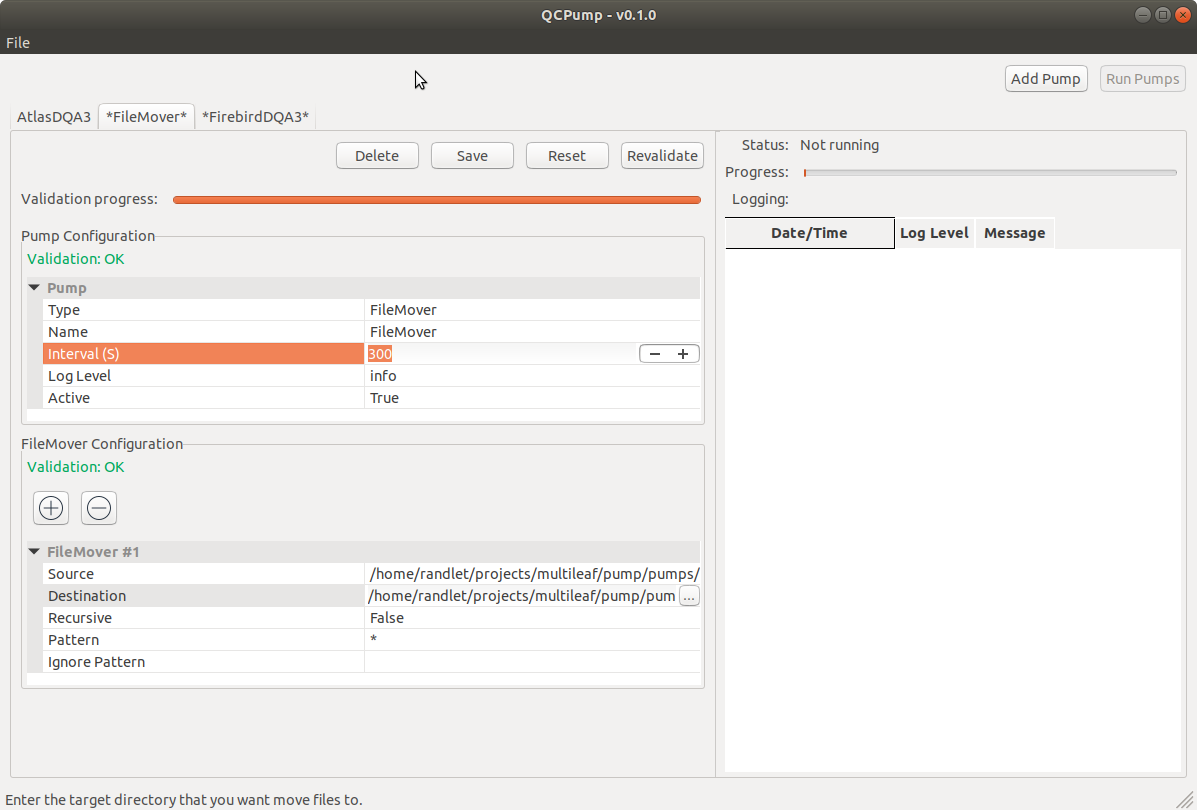 QCPump - v0.1.0
File
Add Pump Run Pumps
AtlasDQA3 *FileMover* *FirebirdDQA3*
Delete Save Reset Revalidate
Validation progress:
Pump Configuration
Validation: OK
Pump
Type FileMover
Name FileMover
Interval (S) 300
Log Level info
Active True
FileMover Configuration
Validation: OK
FileMover #1
Source /home/randlet/projects/multileaf/pump/pumps/
Destination /home/randlet/projects/multileaf/pump/pum ...
Recursive False
Pattern *
Ignore Pattern
Status: Not running
Progress:
Logging:
Date/Time Log Level Message
Enter the target directory that you want move files to.